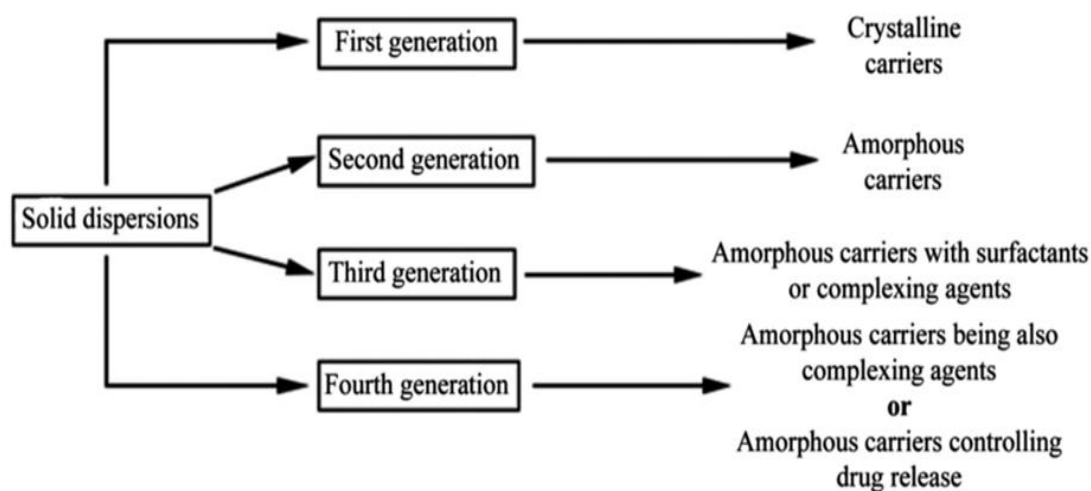 First generation
Crystalline
carriers
Second generation
Amorphous
carriers
Solid dispersions
Third generation
Amorphous carriers with surfactants
or complexing agents
Fourth generation
Amorphous carriers being also
complexing agents
or
Amorphous carriers controlling
drug release